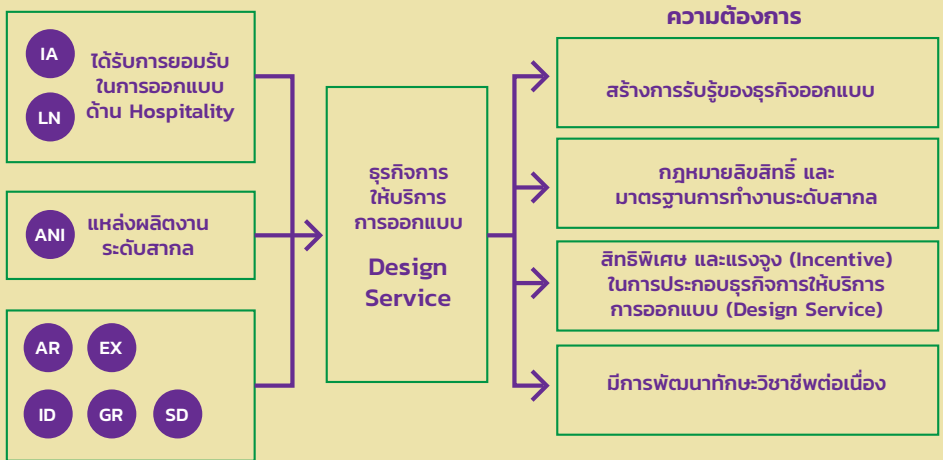 IA
LN
ได้รับการยอมรับ
ในการออกแบบ
ด้าน Hospitality
ANI
แหล่งผลิตงาน
ระดับสากล
AR
EX
ID
GR
SD
ธุรกิจการ
ให้บริการ
การออกแบบ
Design
Service
ความต้องการ
สร้างการรับรู้ของธุรกิจออกแบบ
กฎหมายลิขสิทธิ์ และ
มาตรฐานการทำงานระดับสากล
สิทธิพิเศษ และแรงจูง (Incentive)
ในการประกอบธุรกิจการให้บริการ
การออกแบบ (Design Service)
มีการพัฒนาทักษะวิชาชีพต่อเนื่อง